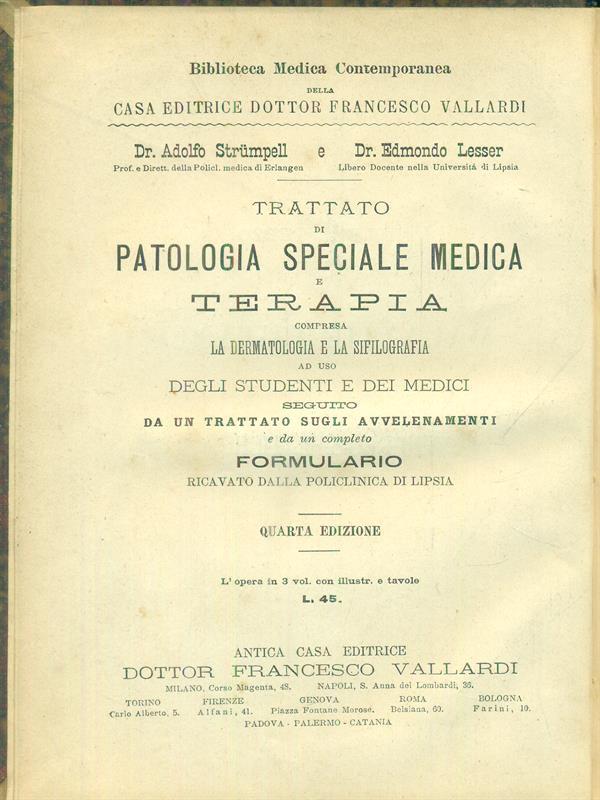 Biblioteca Medica Contemporanea
DELLA
CASA EDITRICE DOTTOR FRANCESCO VALLARDI
Dr. Adolfo Strümpell e Dr. Edmondo Lesser
Prof. e Dirett. della Policl. medica di Erlangen Libero Docente nella Università di Lipsia
TRATTATO
DI
PATOLOGIA SPECIALE MEDICA
E
TERAPIA
COMPRESA
LA DERMATOLOGIA E LA SIFILOGRAFIA
AD USO
DEGLI STUDENTI E DEI MEDICI
SEGUITO
DA UN TRATTATO SUGLI AVVELENAMENTI
e da un completo
FORMULARIO
RICAVATO DALLA POLICLINICA DI LIPSIA
QUARTA EDIZIONE
L' opera in 3 vol. con illustr. e tavole
L. 45.
ANTICA CASA EDITRICE
DOTTOR FRANCESCO VALLARDI
MILANO, Corso Magenta, 48. NAPOLI, S. Anna dei Lombardi, 36.
TORINO FIRENZE GENOVA ROMA BOLOGNA
Carlo Alberto, 5. Alfani, 41. Piazza Fontane Morose. Belsiana, 60. Farini, 10.
PADOVA - PALERMO - CATANIA